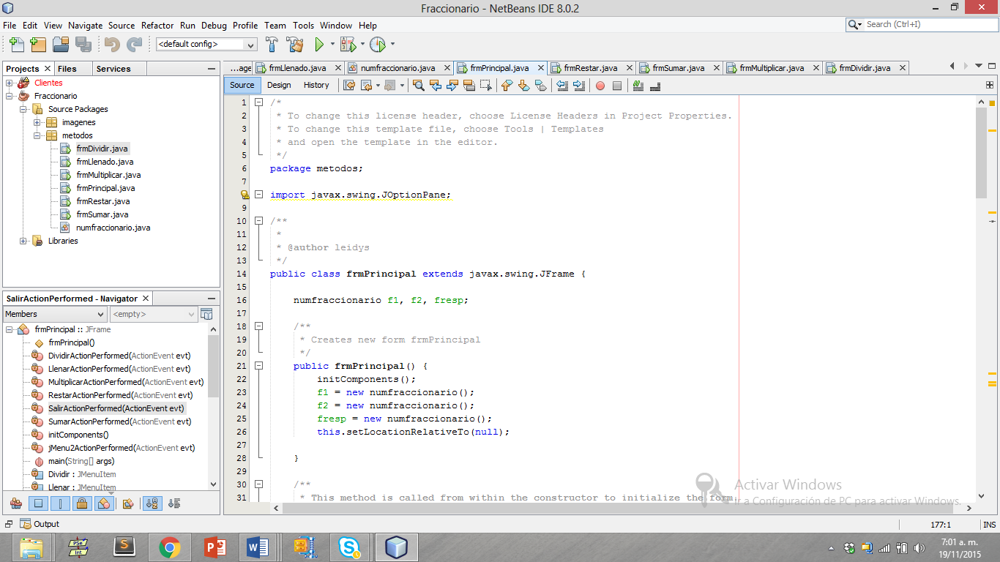 Fraccionario - NetBeans IDE 8.0.2
File Edit View Navigate Source Refactor Run Debug Profile Team Tools Window Help
Search (Ctrl+I)
<default config>
Projects Files Services
Clientes
Fraccionario
Source Packages
imagenes
metodos
frmDividir.java
frmLlenado.java
frmMultiplicar.java
frmPrincipal.java
frmRestar.java
frmSumar.java
numfraccionario.java
Libraries
SalirActionPerformed - Navigator
Members <empty>
frmPrincipal :: JFrame
frmPrincipal()
DividirActionPerformed(ActionEvent evt)
LlenarActionPerformed(ActionEvent evt)
MultiplicarActionPerformed(ActionEvent evt)
RestarActionPerformed(ActionEvent evt)
SalirActionPerformed(ActionEvent evt)
SumarActionPerformed(ActionEvent evt)
initComponents()
jMenu2ActionPerformed(ActionEvent evt)
main(String[] args)
Dividir : JMenuItem
Llenar : JMenuItem
...age frmLlenado.java numfraccionario.java frmPrincipal.java frmRestar.java frmSumar.java frmMultiplicar.java frmDividir.java
Source Design History
1 /*
2 * To change this license header, choose License Headers in Project Properties.
3 * To change this template file, choose Tools | Templates
4 * and open the template in the editor.
5 */
6 package metodos;
7
8 import javax.swing.JOptionPane;
9
10 /**
11 *
12 * @author leidys
13 */
14 public class frmPrincipal extends javax.swing.JFrame {
15
16 numfraccionario f1, f2, fresp;
17
18 /**
19 * Creates new form frmPrincipal
20 */
21 public frmPrincipal() {
22 initComponents();
23 f1 = new numfraccionario();
24 f2 = new numfraccionario();
25 fresp = new numfraccionario();
26 this.setLocationRelativeTo(null);
27
28 }
29
30 /**
31 * This method is called from within the constructor to initialize the form
Activar Windows
Ir a Configuración de PC para activar Windows.
Output
177:1 INS
PSe
Int
7:01 a. m.
19/11/2015